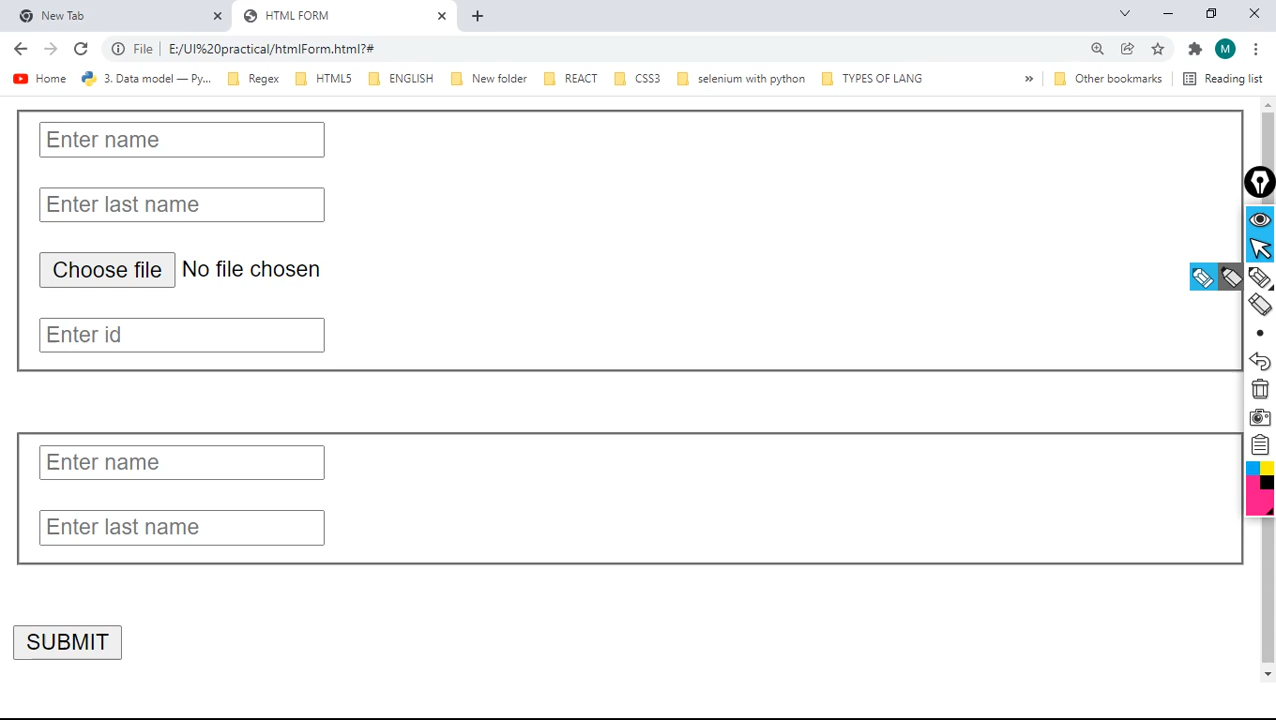 New Tab
HTML FORM
File
E:/UI%20practical/htmlForm.html?#
M
Home
3. Data model — Py...
Regex
HTML5
ENGLISH
New folder
REACT
CSS3
selenium with python
TYPES OF LANG
»
Other bookmarks
Reading list
Enter name
Enter last name
Choose file No file chosen
Enter id
Enter name
Enter last name
SUBMIT